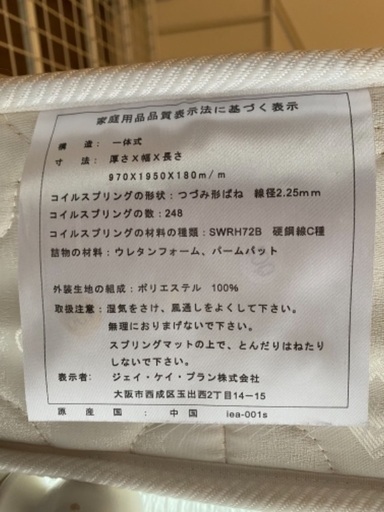 家庭用品品質表示法に基づく表示
構 造: 一体式
寸 法: 厚さX幅X長さ
970X1950X180m/m
コイルスプリングの形状:つづみ形ばね 線径2.25mm
コイルスプリングの数:248
コイルスプリングの材料の種類:SWRH72B 硬鋼線C種
詰物の材料:ウレタンフォーム、パームパット
外装生地の組成:ポリエステル 100%
取扱注意:湿気をさけ、風通しをよくして下さい。
無理におりまげないで下さい。
スプリングマットの上で、とんだりはねたり
しないで下さい。
表示者: ジェイ・ケイ・プラン株式会社
大阪市西成区玉出西2丁目14-15
原 産 国 : 中国 iea-001s